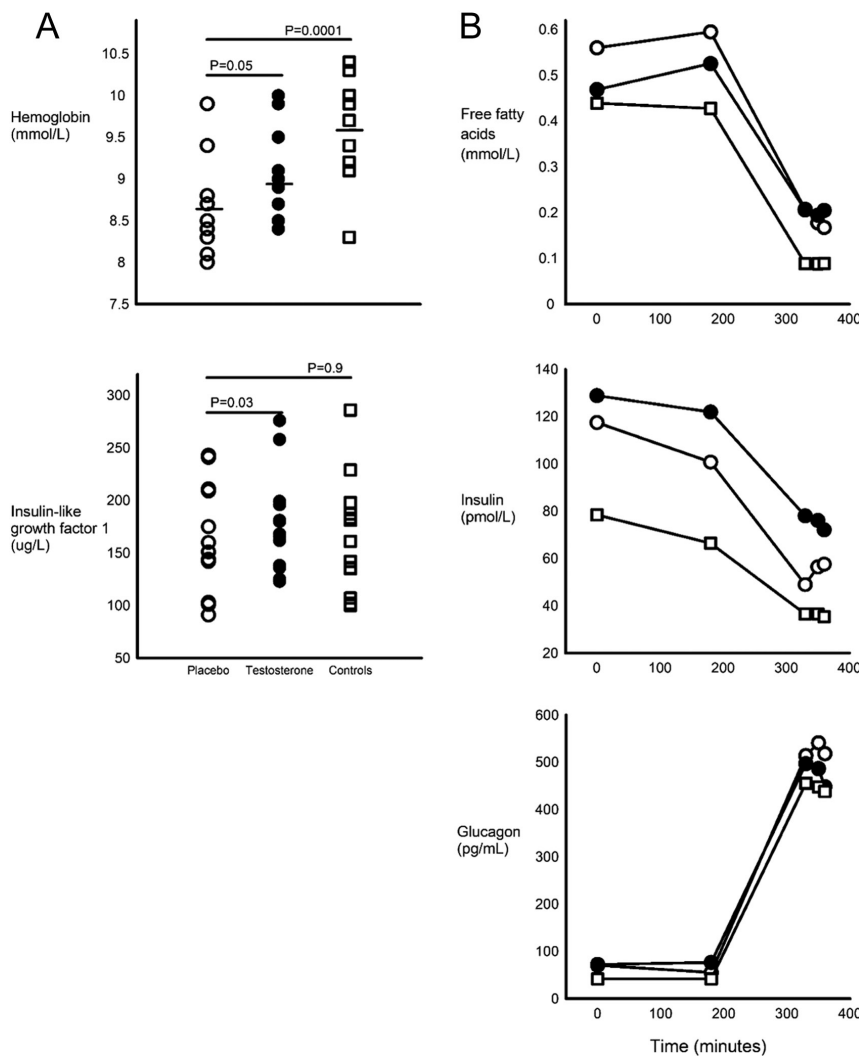 A
P=0.0001
P=0.05
Hemoglobin
(mmol/L)
10.5
10
9.5
9
8.5
8
7.5
P=0.9
P=0.03
Insulin-like
growth factor 1
(ug/L)
300
250
200
150
100
50
Placebo Testosterone Controls
B
Free fatty
acids
(mmol/L)
0.6
0.5
0.4
0.3
0.2
0.1
0
0 100 200 300 400
Insulin
(pmol/L)
140
120
100
80
60
40
20
0 100 200 300 400
Glucagon
(pg/mL)
600
500
400
300
200
100
0
0 100 200 300 400
Time (minutes)